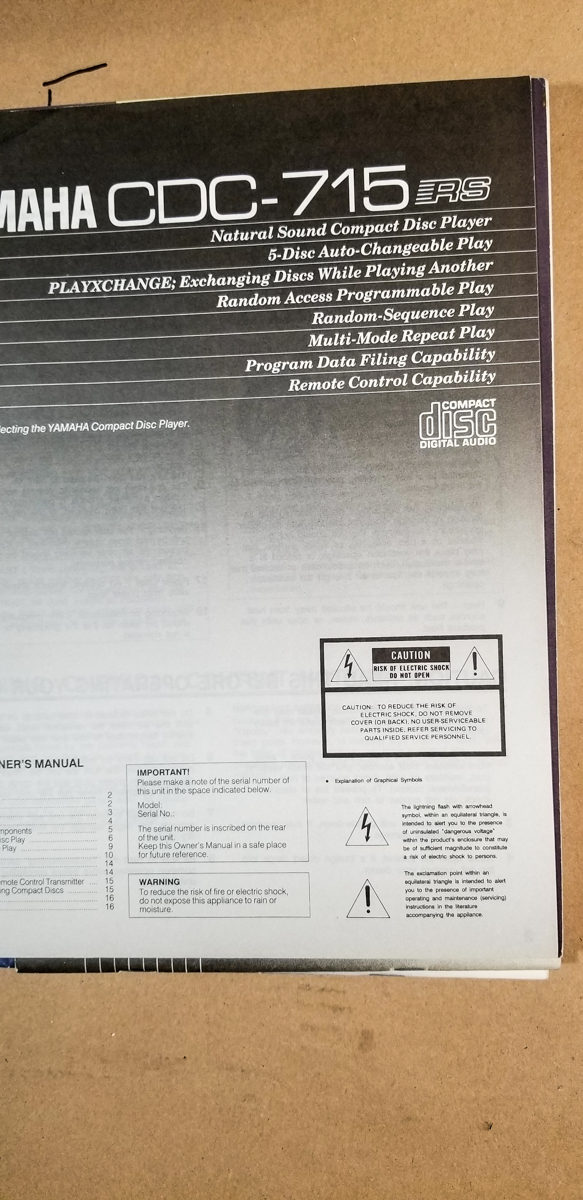 MAHA CDC-715 RS
Natural Sound Compact Disc Player
5-Disc Auto-Changeable Play
PLAYXCHANGE; Exchanging Discs While Playing Another
Random Access Programmable Play
Random-Sequence Play
Multi-Mode Repeat Play
Program Data Filing Capability
Remote Control Capability
lecting the YAMAHA Compact Disc Player.
COMPACT
disc
DIGITAL AUDIO
CAUTION
RISK OF ELECTRIC SHOCK
DO NOT OPEN
CAUTION: TO REDUCE THE RISK OF
ELECTRIC SHOCK, DO NOT REMOVE
COVER (OR BACK). NO USER-SERVICEABLE
PARTS INSIDE. REFER SERVICING TO
QUALIFIED SERVICE PERSONNEL.
• Explanation of Graphical Symbols
The lightning flash with arrowhead
symbol, within an equilateral triangle, is
intended to alert you to the presence
of uninsulated "dangerous voltage"
within the product's enclosure that may
be of sufficient magnitude to constitute
a risk of electric shock to persons.
The exclamation point within an
equilateral triangle is intended to alert
you to the presence of important
operating and maintenance (servicing)
instructions in the literature
accompanying the appliance.
NER'S MANUAL
2
2
3
4
mponents 5
isc Play 6
Play 9
10
14
14
emote Control Transmitter .... 15
ing Compact Discs 15
16
16
IMPORTANT!
Please make a note of the serial number of
this unit in the space indicated below.
Model:
Serial No.:
The serial number is inscribed on the rear
of the unit.
Keep this Owner's Manual in a safe place
for future reference.
WARNING
To reduce the risk of fire or electric shock,
do not expose this appliance to rain or
moisture.